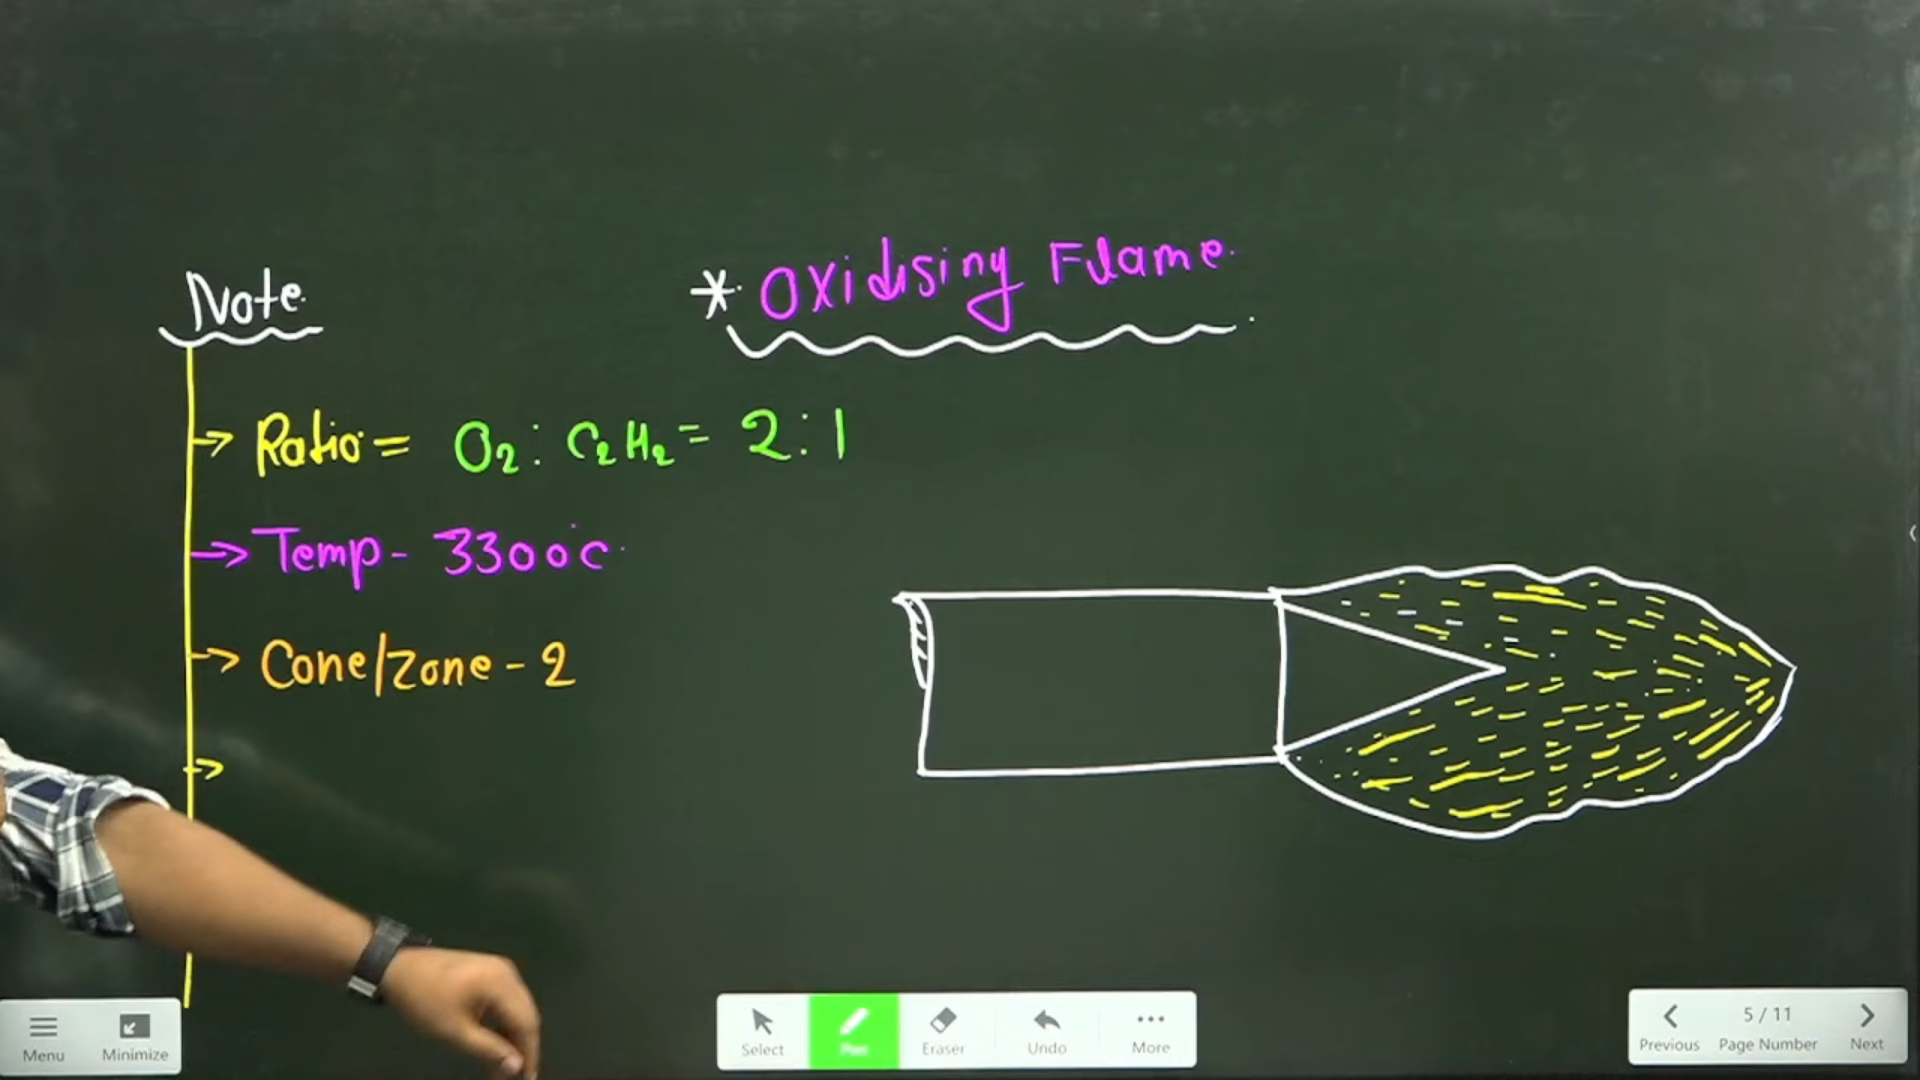 Note
* Oxidising Flame
Ratio = O2 : C2H2 = 2 : 1
Temp - 3300°C
Cone/Zone - 2
Menu
Minimize
Select
Pen
Eraser
Undo
More
Previous
5 / 11
Page Number
Next